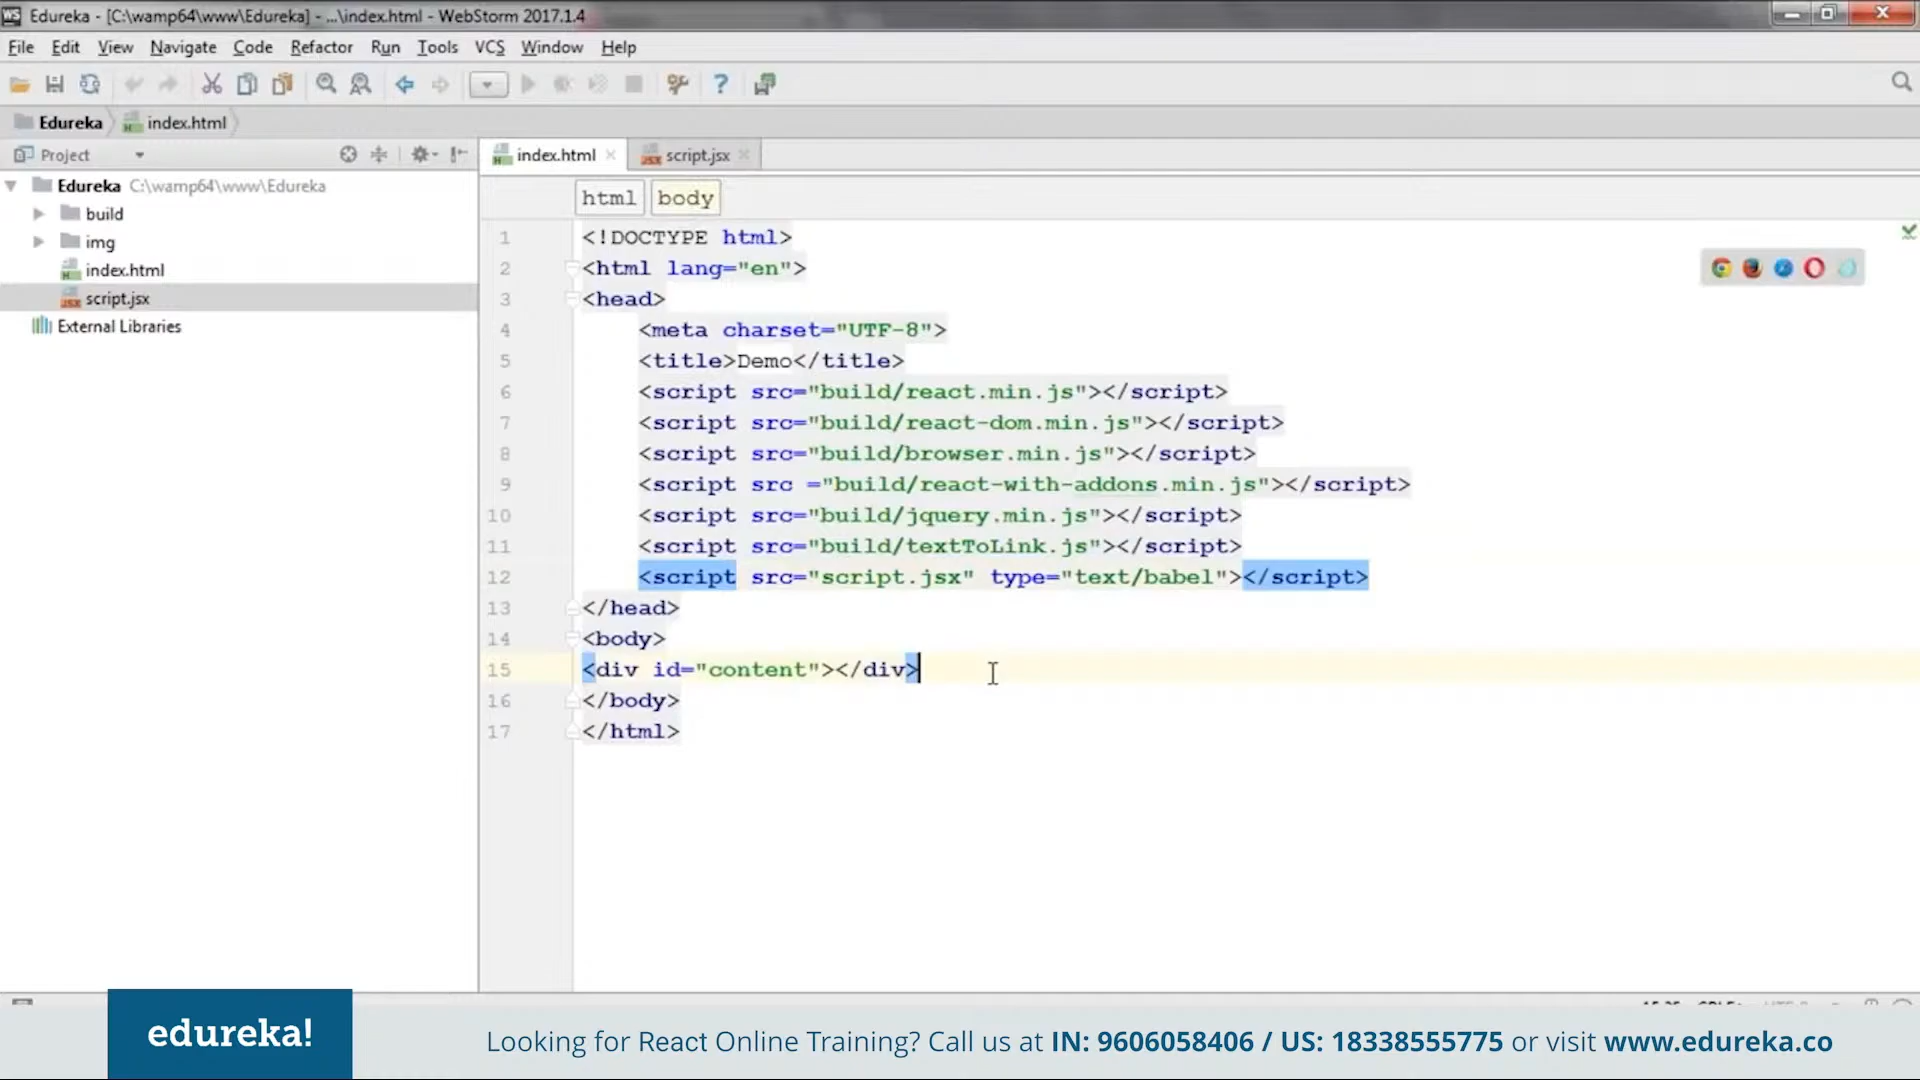 Edureka - [C:\wamp64\www\Edureka] - ...\index.html - WebStorm 2017.1.4
File Edit View Navigate Code Refactor Run Tools VCS Window Help
Edureka index.html
Project
index.html script.jsx
Edureka C:\wamp64\www\Edureka
build
img
index.html
script.jsx
External Libraries
html body
1 <!DOCTYPE html>
2 <html lang="en">
3 <head>
4 <meta charset="UTF-8">
5 <title>Demo</title>
6 <script src="build/react.min.js"></script>
7 <script src="build/react-dom.min.js"></script>
8 <script src="build/browser.min.js"></script>
9 <script src ="build/react-with-addons.min.js"></script>
10 <script src="build/jquery.min.js"></script>
11 <script src="build/textToLink.js"></script>
12 <script src="script.jsx" type="text/babel"></script>
13 </head>
14 <body>
15 <div id="content"></div>
16 </body>
17 </html>
edureka!
Looking for React Online Training? Call us at IN: 9606058406 / US: 18338555775 or visit www.edureka.co